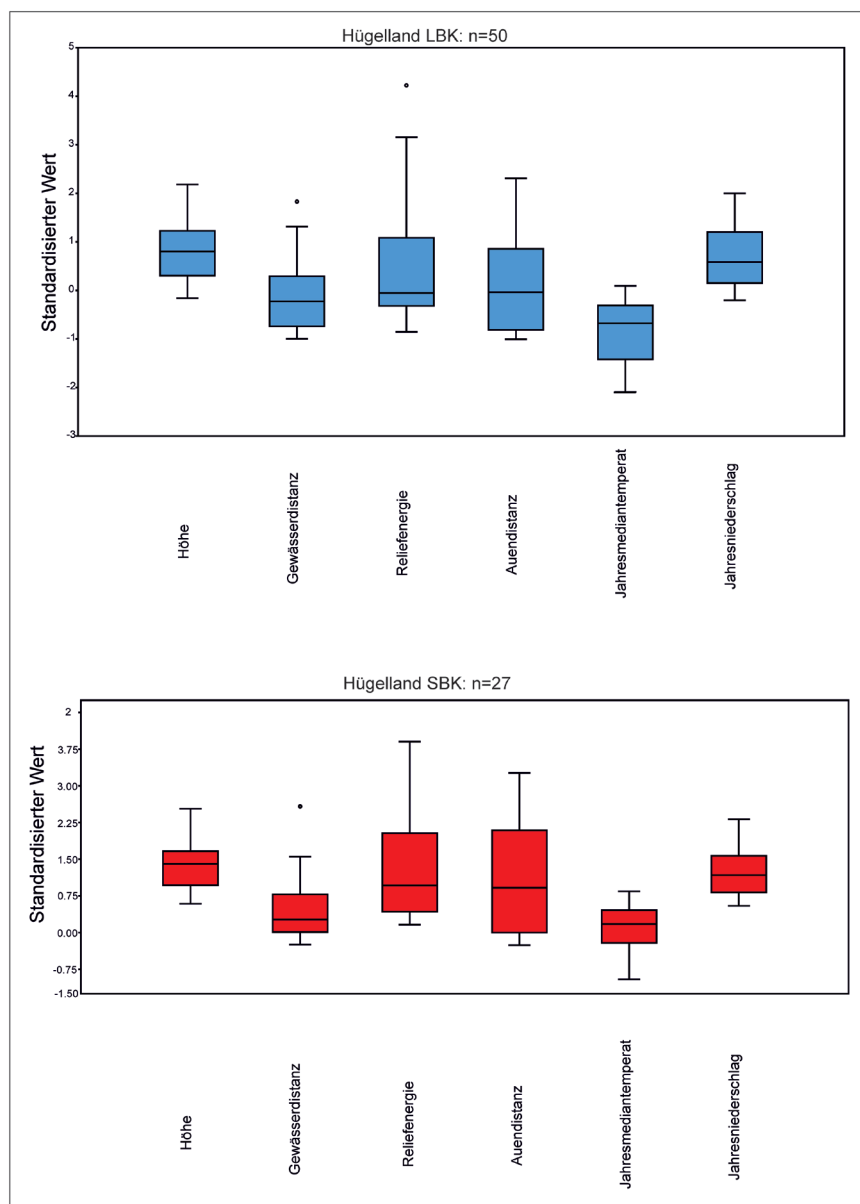 Hügelland LBK: n=50
Standardisierter Wert
5
4
3
2
1
0
-1
-2
-3
Höhe
Gewässerdistanz
Reliefenergie
Auendistanz
Jahresmediantemperat
Jahresniederschlag
Hügelland SBK: n=27
Standardisierter Wert
2
3.75
3.00
2.25
1.50
0.75
0.00
-0.75
-1.50
Höhe
Gewässerdistanz
Reliefenergie
Auendistanz
Jahresmediantemperat
Jahresniederschlag